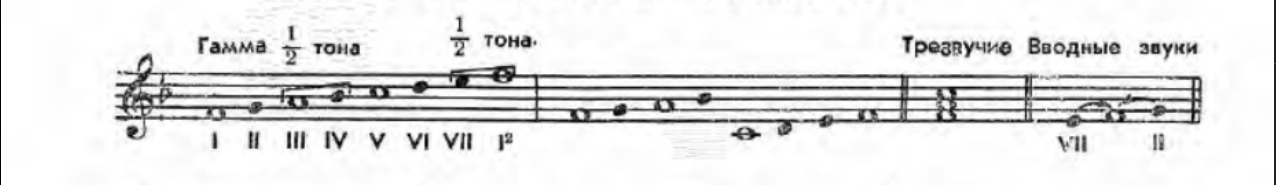 Гамма 1/2 тона 1/2 тона. Трезвучие Вводные звуки
I II III IV V VI VII I² VII II